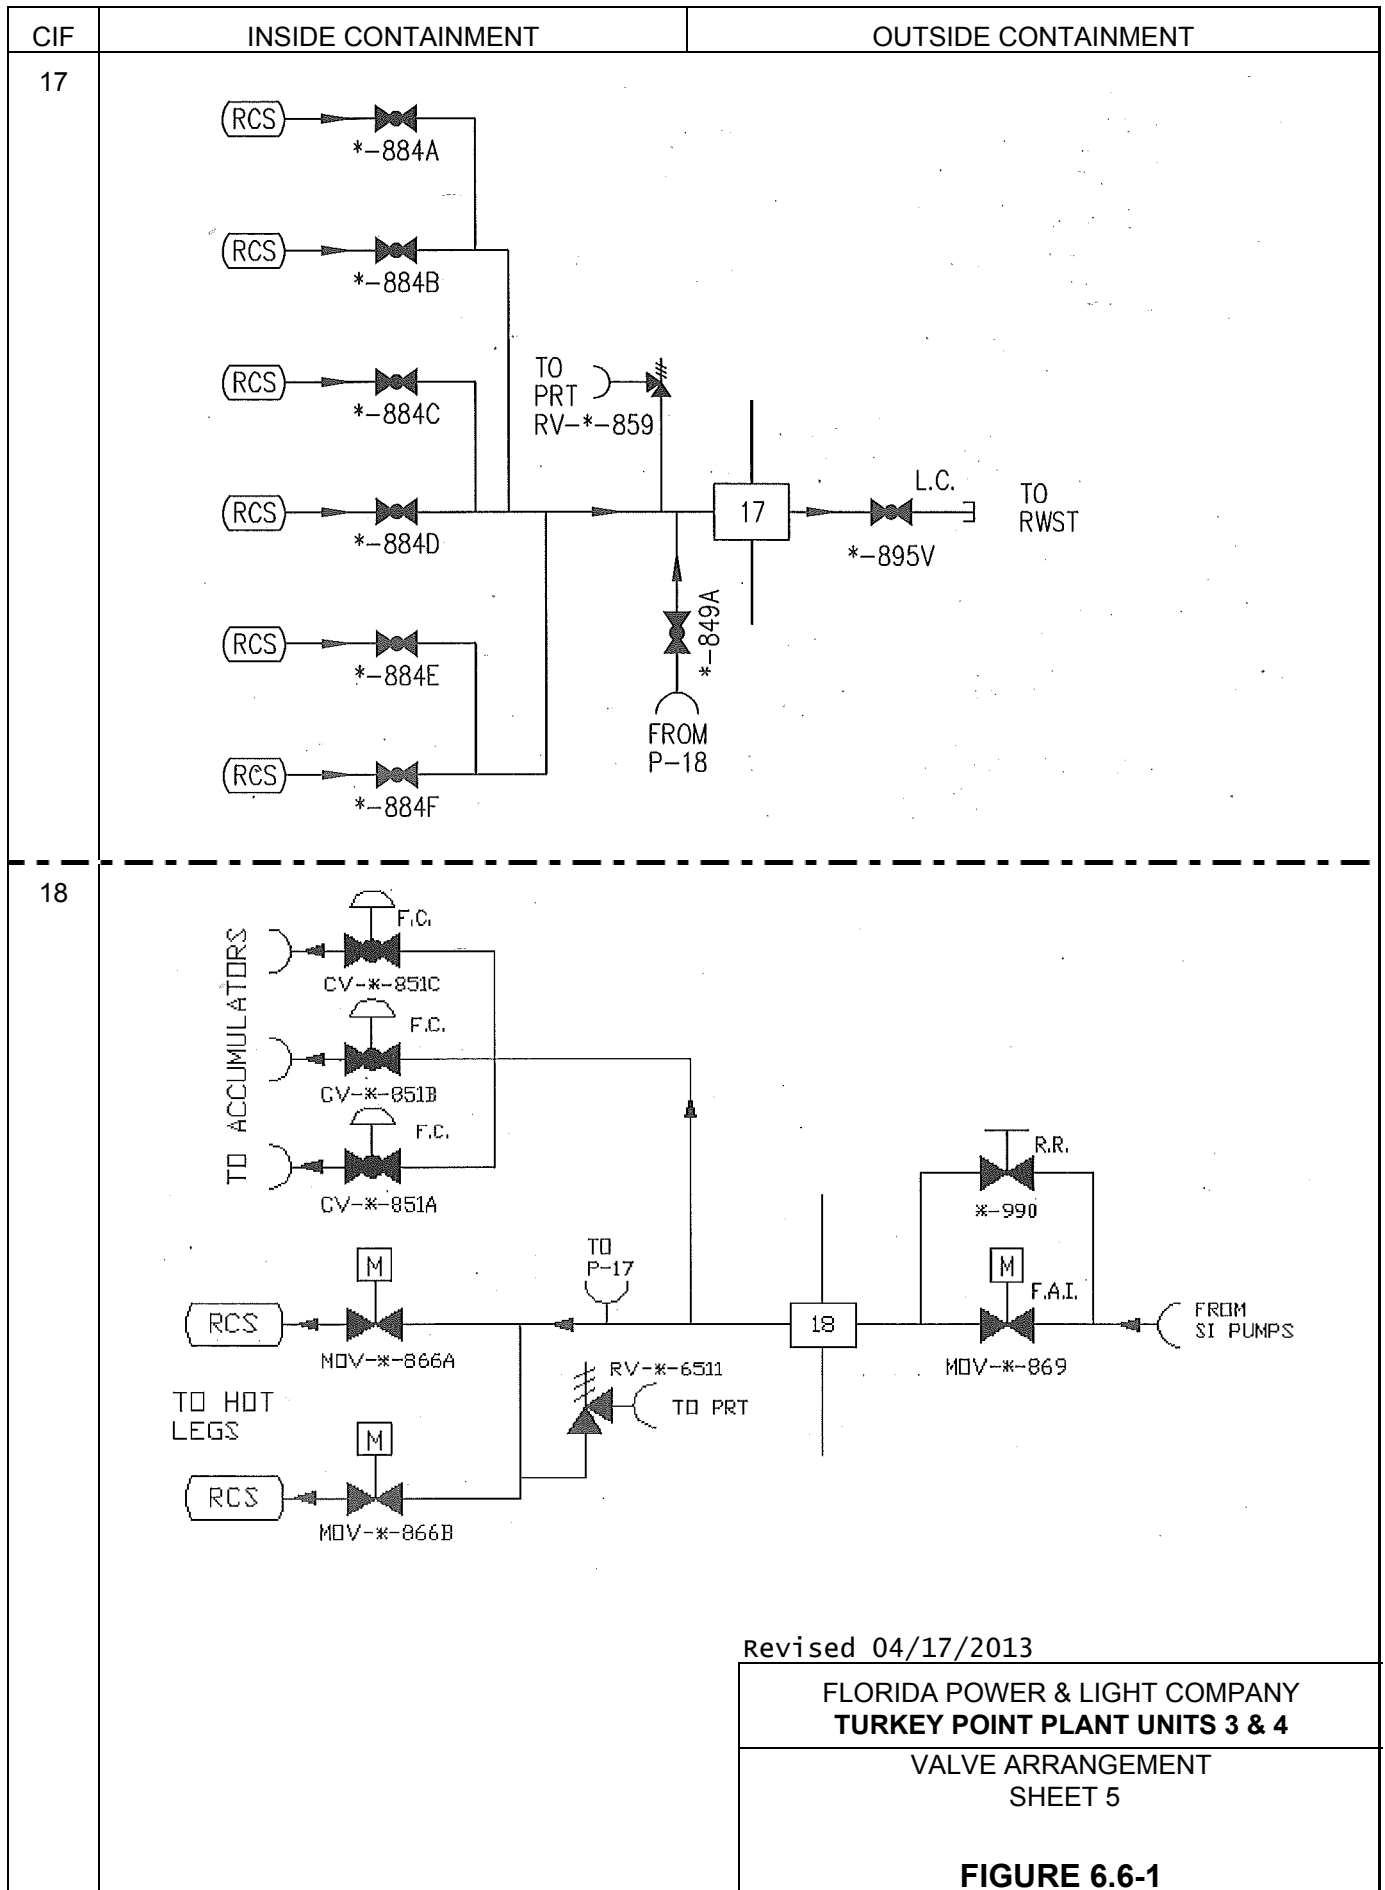 CIF
INSIDE CONTAINMENT
OUTSIDE CONTAINMENT
17
RCS
*-884A
RCS
*-884B
RCS
*-884C
TO
PRT
RV-*-859
RCS
*-884D
17
L.C.
*-895V
TO
RWST
*-849A
FROM
P-18
RCS
*-884E
RCS
*-884F
18
TO ACCUMULATORS
F.C.
CV-*-851C
F.C.
CV-*-851B
F.C.
CV-*-851A
R.R.
*-990
M
TO
P-17
M
F.A.I.
RCS
MOV-*-866A
18
MOV-*-869
FROM
SI PUMPS
RV-*-6511
TO PRT
TO HOT
LEGS
M
RCS
MOV-*-866B
Revised 04/17/2013
FLORIDA POWER & LIGHT COMPANY
TURKEY POINT PLANT UNITS 3 & 4
VALVE ARRANGEMENT
SHEET 5
FIGURE 6.6-1